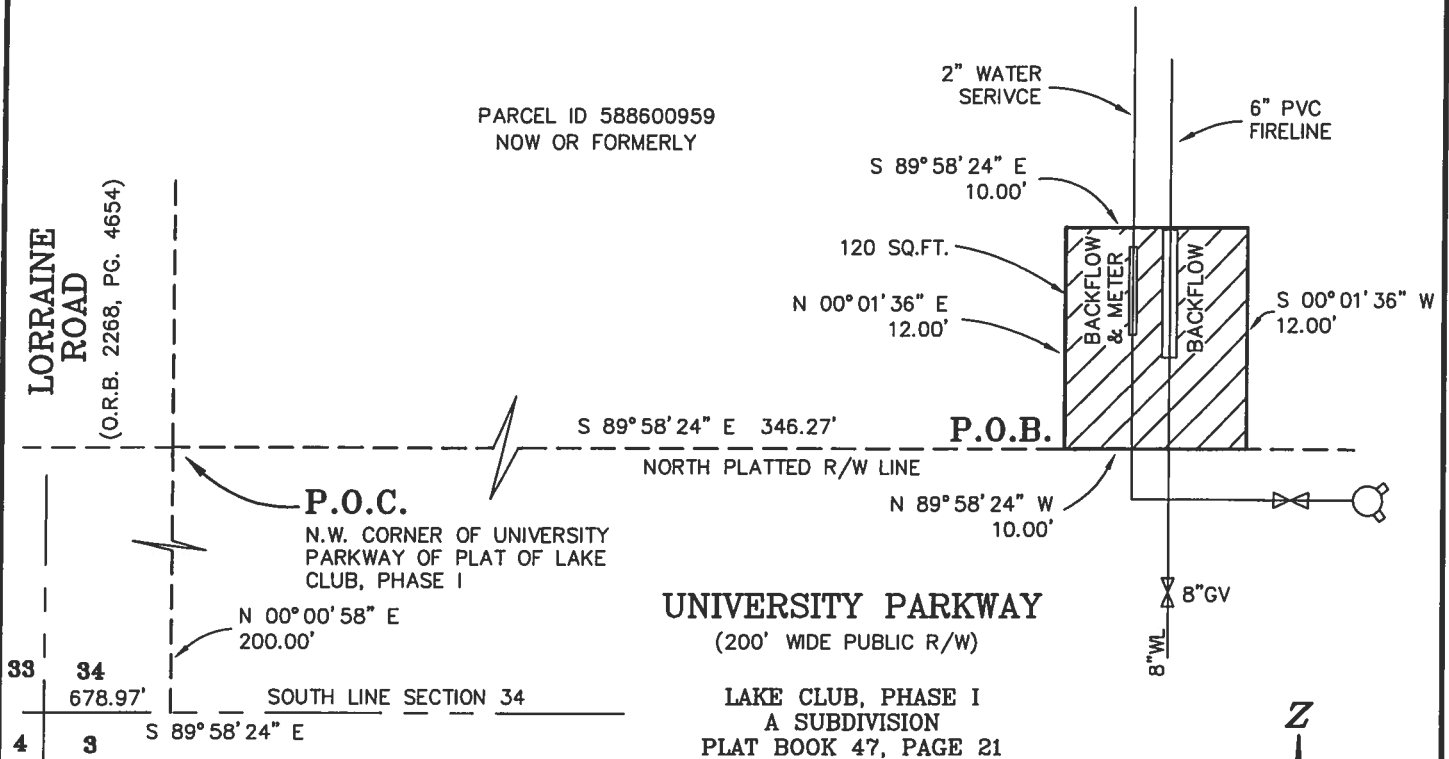 2" WATER
SERIVCE
6" PVC
FIRELINE
PARCEL ID 588600959
NOW OR FORMERLY
S 89°58'24" E
10.00'
LORRAINE
ROAD
(O.R.B. 2268, PG. 4654)
120 SQ.FT.
N 00°01'36" E
12.00'
BACKFLOW
& METER
BACKFLOW
S 00°01'36" W
12.00'
S 89°58'24" E 346.27'
P.O.B.
NORTH PLATTED R/W LINE
P.O.C.
N.W. CORNER OF UNIVERSITY
PARKWAY OF PLAT OF LAKE
CLUB, PHASE I
N 89°58'24" W
10.00'
N 00°00'58" E
200.00'
UNIVERSITY PARKWAY
(200' WIDE PUBLIC R/W)
8"GV
8"WL
33 34
678.97' SOUTH LINE SECTION 34
4 3 S 89°58'24" E
LAKE CLUB, PHASE I
A SUBDIVISION
PLAT BOOK 47, PAGE 21
Z